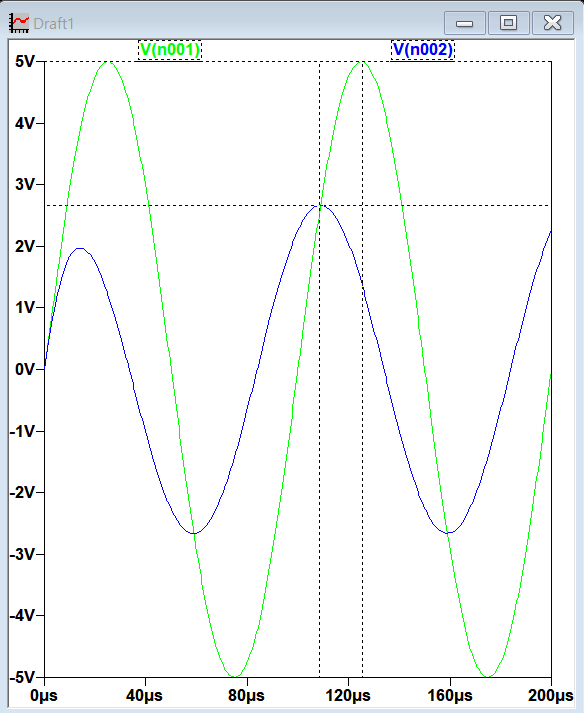 Draft1
V(n001) V(n002)
5V
4V
3V
2V
1V
0V
-1V
-2V
-3V
-4V
-5V
0µs 40µs 80µs 120µs 160µs 200µs